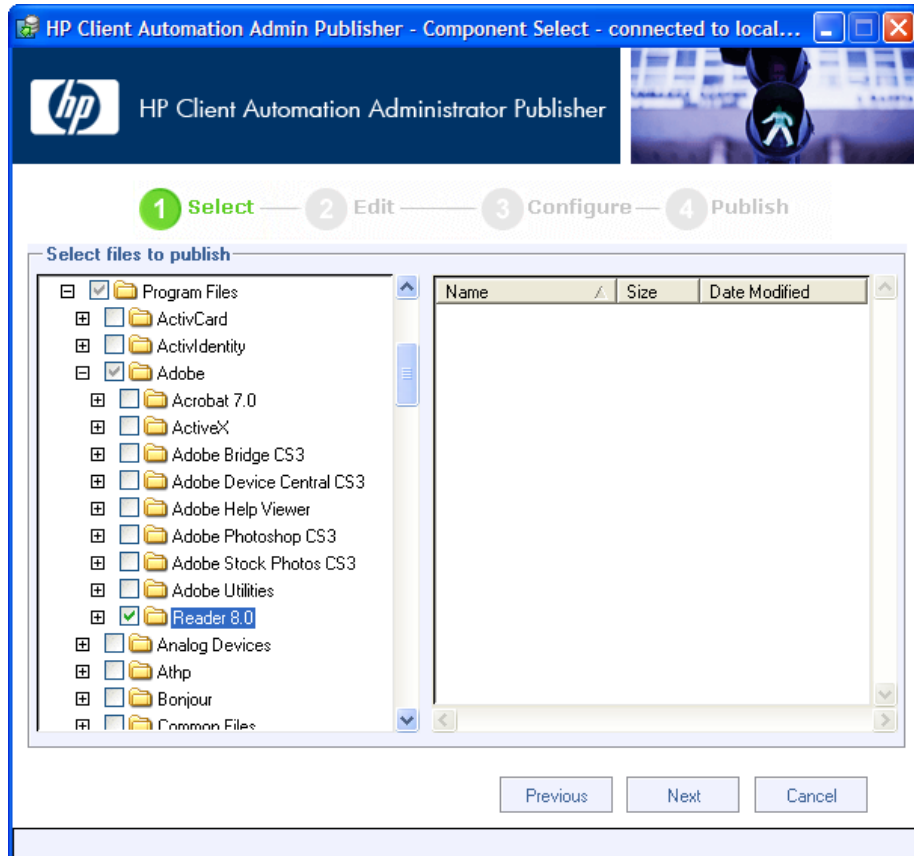 HP Client Automation Admin Publisher - Component Select - connected to local...
hp
HP Client Automation Administrator Publisher
1 Select 2 Edit 3 Configure 4 Publish
Select files to publish
Program Files
ActivCard
ActivIdentity
Adobe
Acrobat 7.0
ActiveX
Adobe Bridge CS3
Adobe Device Central CS3
Adobe Help Viewer
Adobe Photoshop CS3
Adobe Stock Photos CS3
Adobe Utilities
Reader 8.0
Analog Devices
Athp
Bonjour
Common Files
Name Size Date Modified
Previous Next Cancel